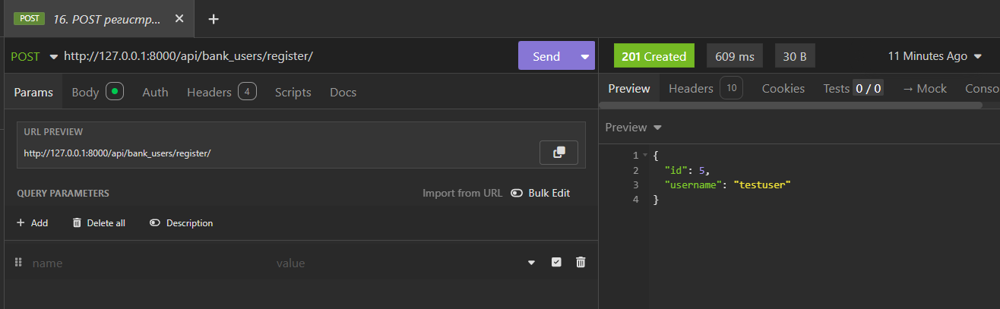 POST 16. POST регистр...
POST http://127.0.0.1:8000/api/bank_users/register/ Send
201 Created 609 ms 30 B 11 Minutes Ago
Params Body Auth Headers 4 Scripts Docs
Preview Headers 10 Cookies Tests 0 / 0 → Mock Conso
URL PREVIEW
http://127.0.0.1:8000/api/bank_users/register/
QUERY PARAMETERS Import from URL Bulk Edit
+ Add Delete all Description
name value
Preview
1 {
2 "id": 5,
3 "username": "testuser"
4 }